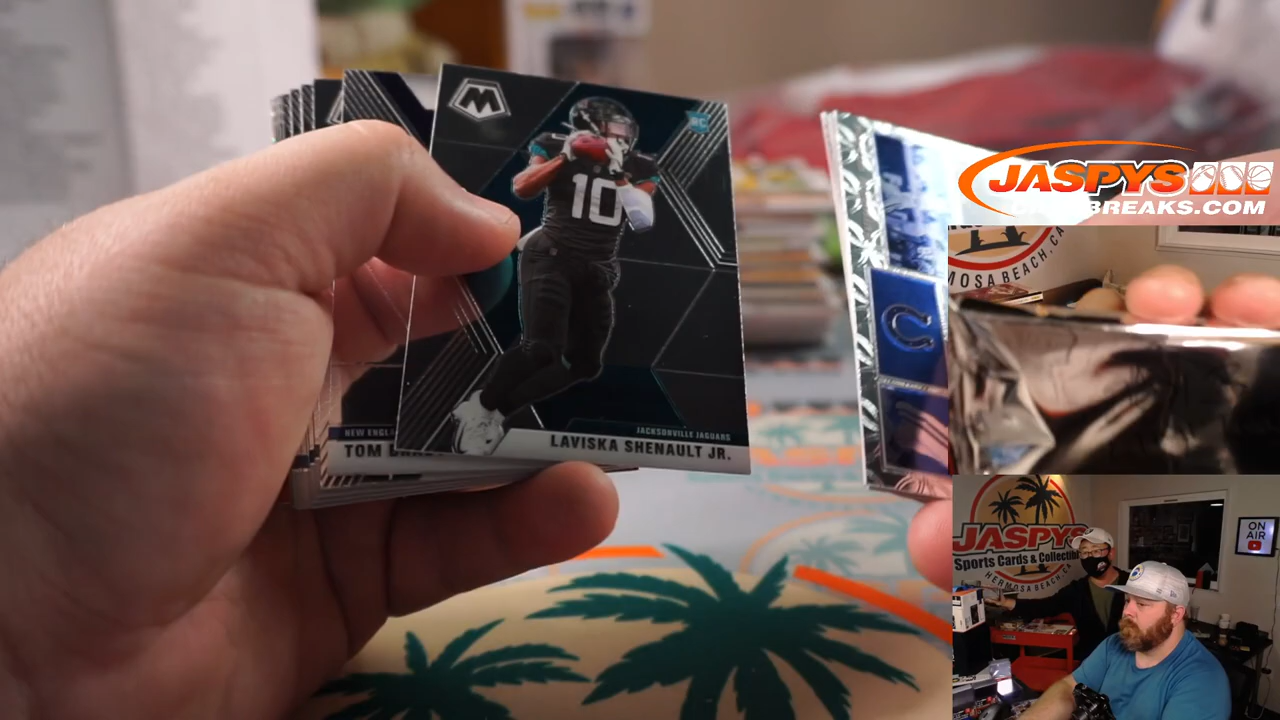 M
RC
10
JACKSONVILLE JAGUARS
LAVISKA SHENAULT JR.
NEW ENGL
TOM
JASPYS
BREAKS.COM
MOSA BEACH, CA
JASPYS
Sports Cards & Collectibl
HERMOSA BEACH, CA
ON
AIR